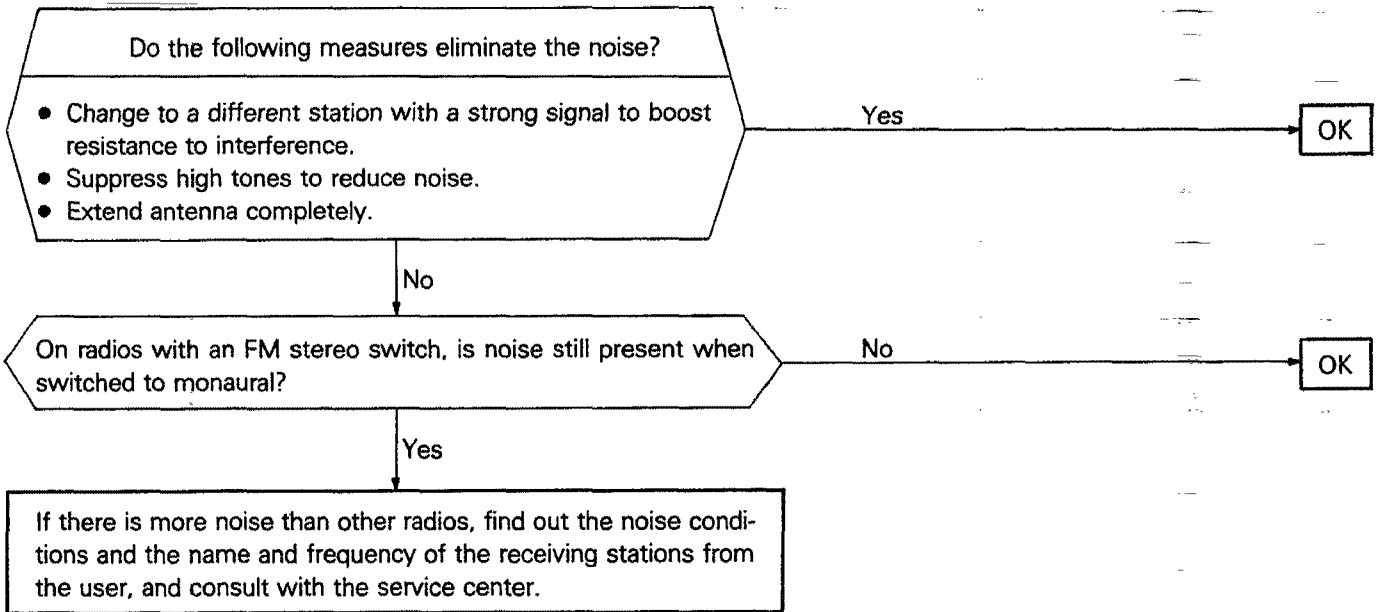 Do the following measures eliminate the noise?
• Change to a different station with a strong signal to boost
resistance to interference.
• Suppress high tones to reduce noise.
• Extend antenna completely.
Yes
OK
No
On radios with an FM stereo switch, is noise still present when
switched to monaural?
No
OK
Yes
If there is more noise than other radios, find out the noise condi-
tions and the name and frequency of the receiving stations from
the user, and consult with the service center.